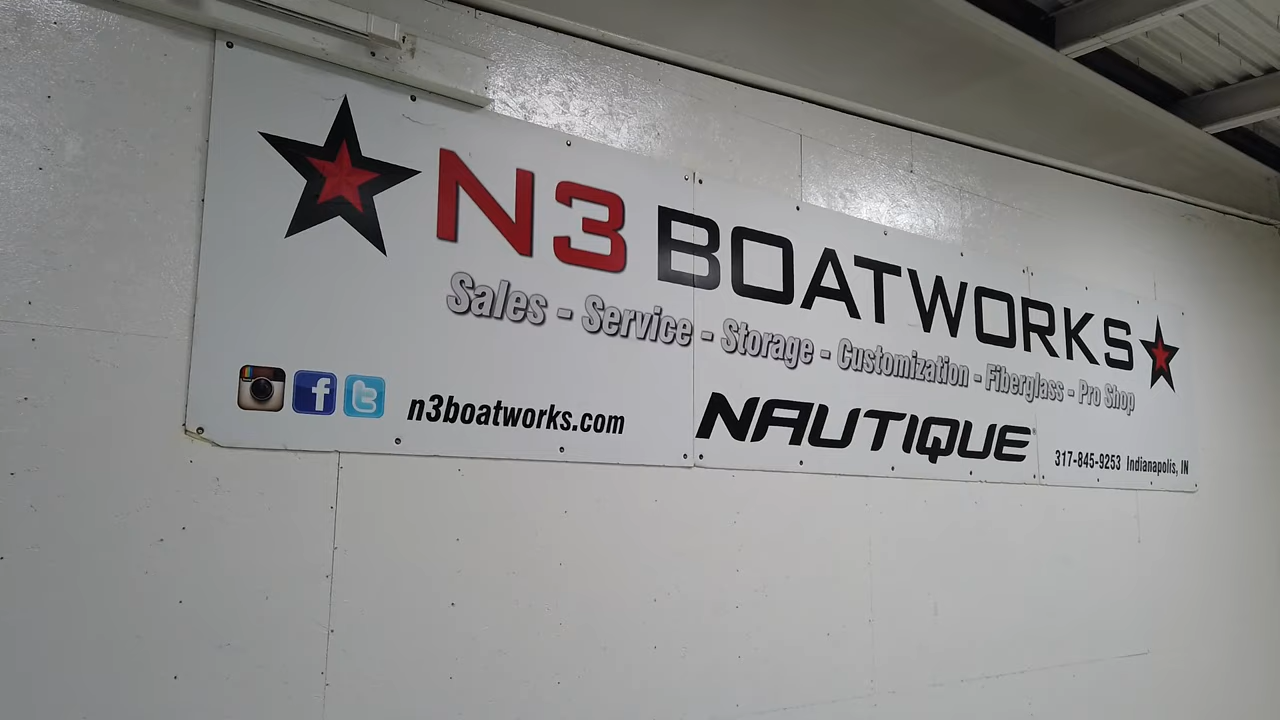 N3 BOATWORKS
Sales - Service - Storage - Customization - Fiberglass - Pro Shop
n3boatworks.com
NAUTIQUE
317-845-9253 Indianapolis, IN